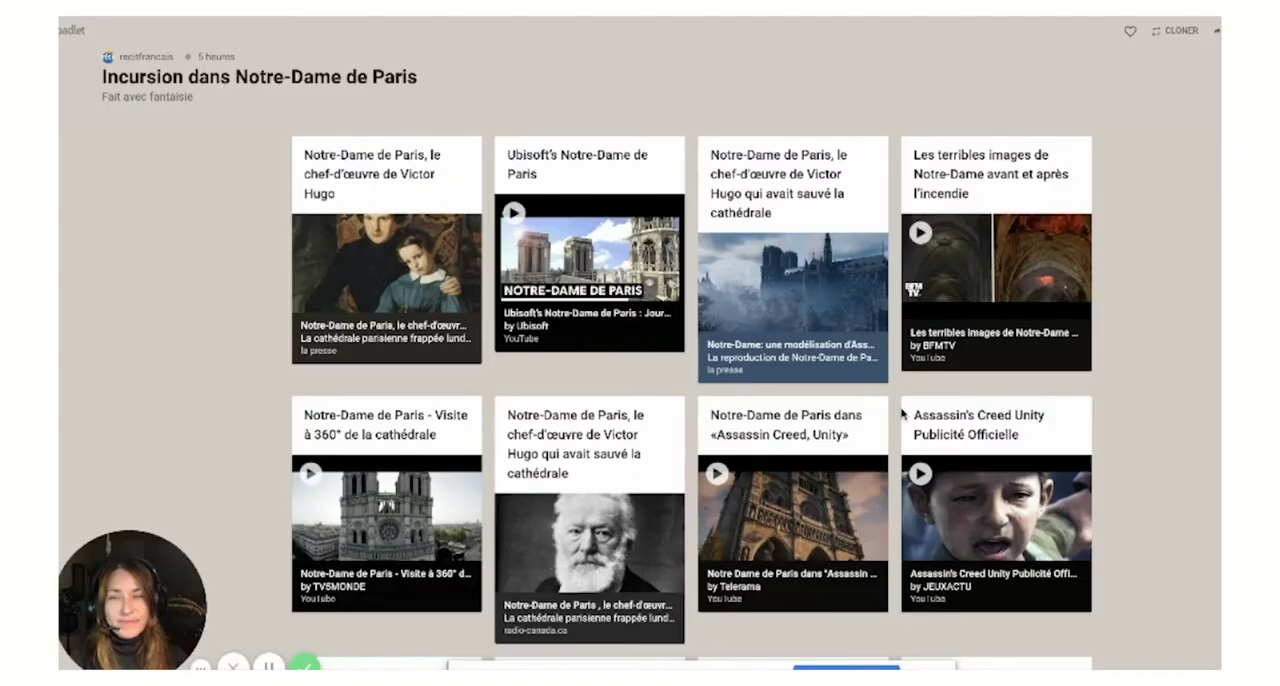 padlet
CLONER
recitfrancais • 5 heures
Incursion dans Notre-Dame de Paris
Fait avec fantaisie
Notre-Dame de Paris, le
chef-d'œuvre de Victor
Hugo
Notre-Dame de Paris, le chef-d'œuvr...
La cathédrale parisienne frappée lund...
la presse
Ubisoft's Notre-Dame de
Paris
NOTRE-DAME DE PARIS
Ubisoft's Notre-Dame de Paris : Jour...
by Ubisoft
YouTube
Notre-Dame de Paris, le
chef-d'œuvre de Victor
Hugo qui avait sauvé la
cathédrale
Notre-Dame: une modélisation d'Ass...
La reproduction de Notre-Dame de Pa...
la presse
Les terribles images de
Notre-Dame avant et après
l'incendie
BFM
TV.
Les terribles images de Notre-Dame ...
by BFMTV
YouTube
Notre-Dame de Paris - Visite
à 360° de la cathédrale
Notre-Dame de Paris - Visite à 360° d...
by TV5MONDE
YouTube
Notre-Dame de Paris, le
chef-d'œuvre de Victor
Hugo qui avait sauvé la
cathédrale
Notre-Dame de Paris , le chef-d'œuvr...
La cathédrale parisienne frappée lund...
radio-canada.ca
Notre-Dame de Paris dans
«Assassin Creed, Unity»
Notre Dame de Paris dans "Assassin ...
by Telerama
YouTube
Assassin's Creed Unity
Publicité Officielle
Assassin's Creed Unity Publicité Offi...
by JEUXACTU
YouTube